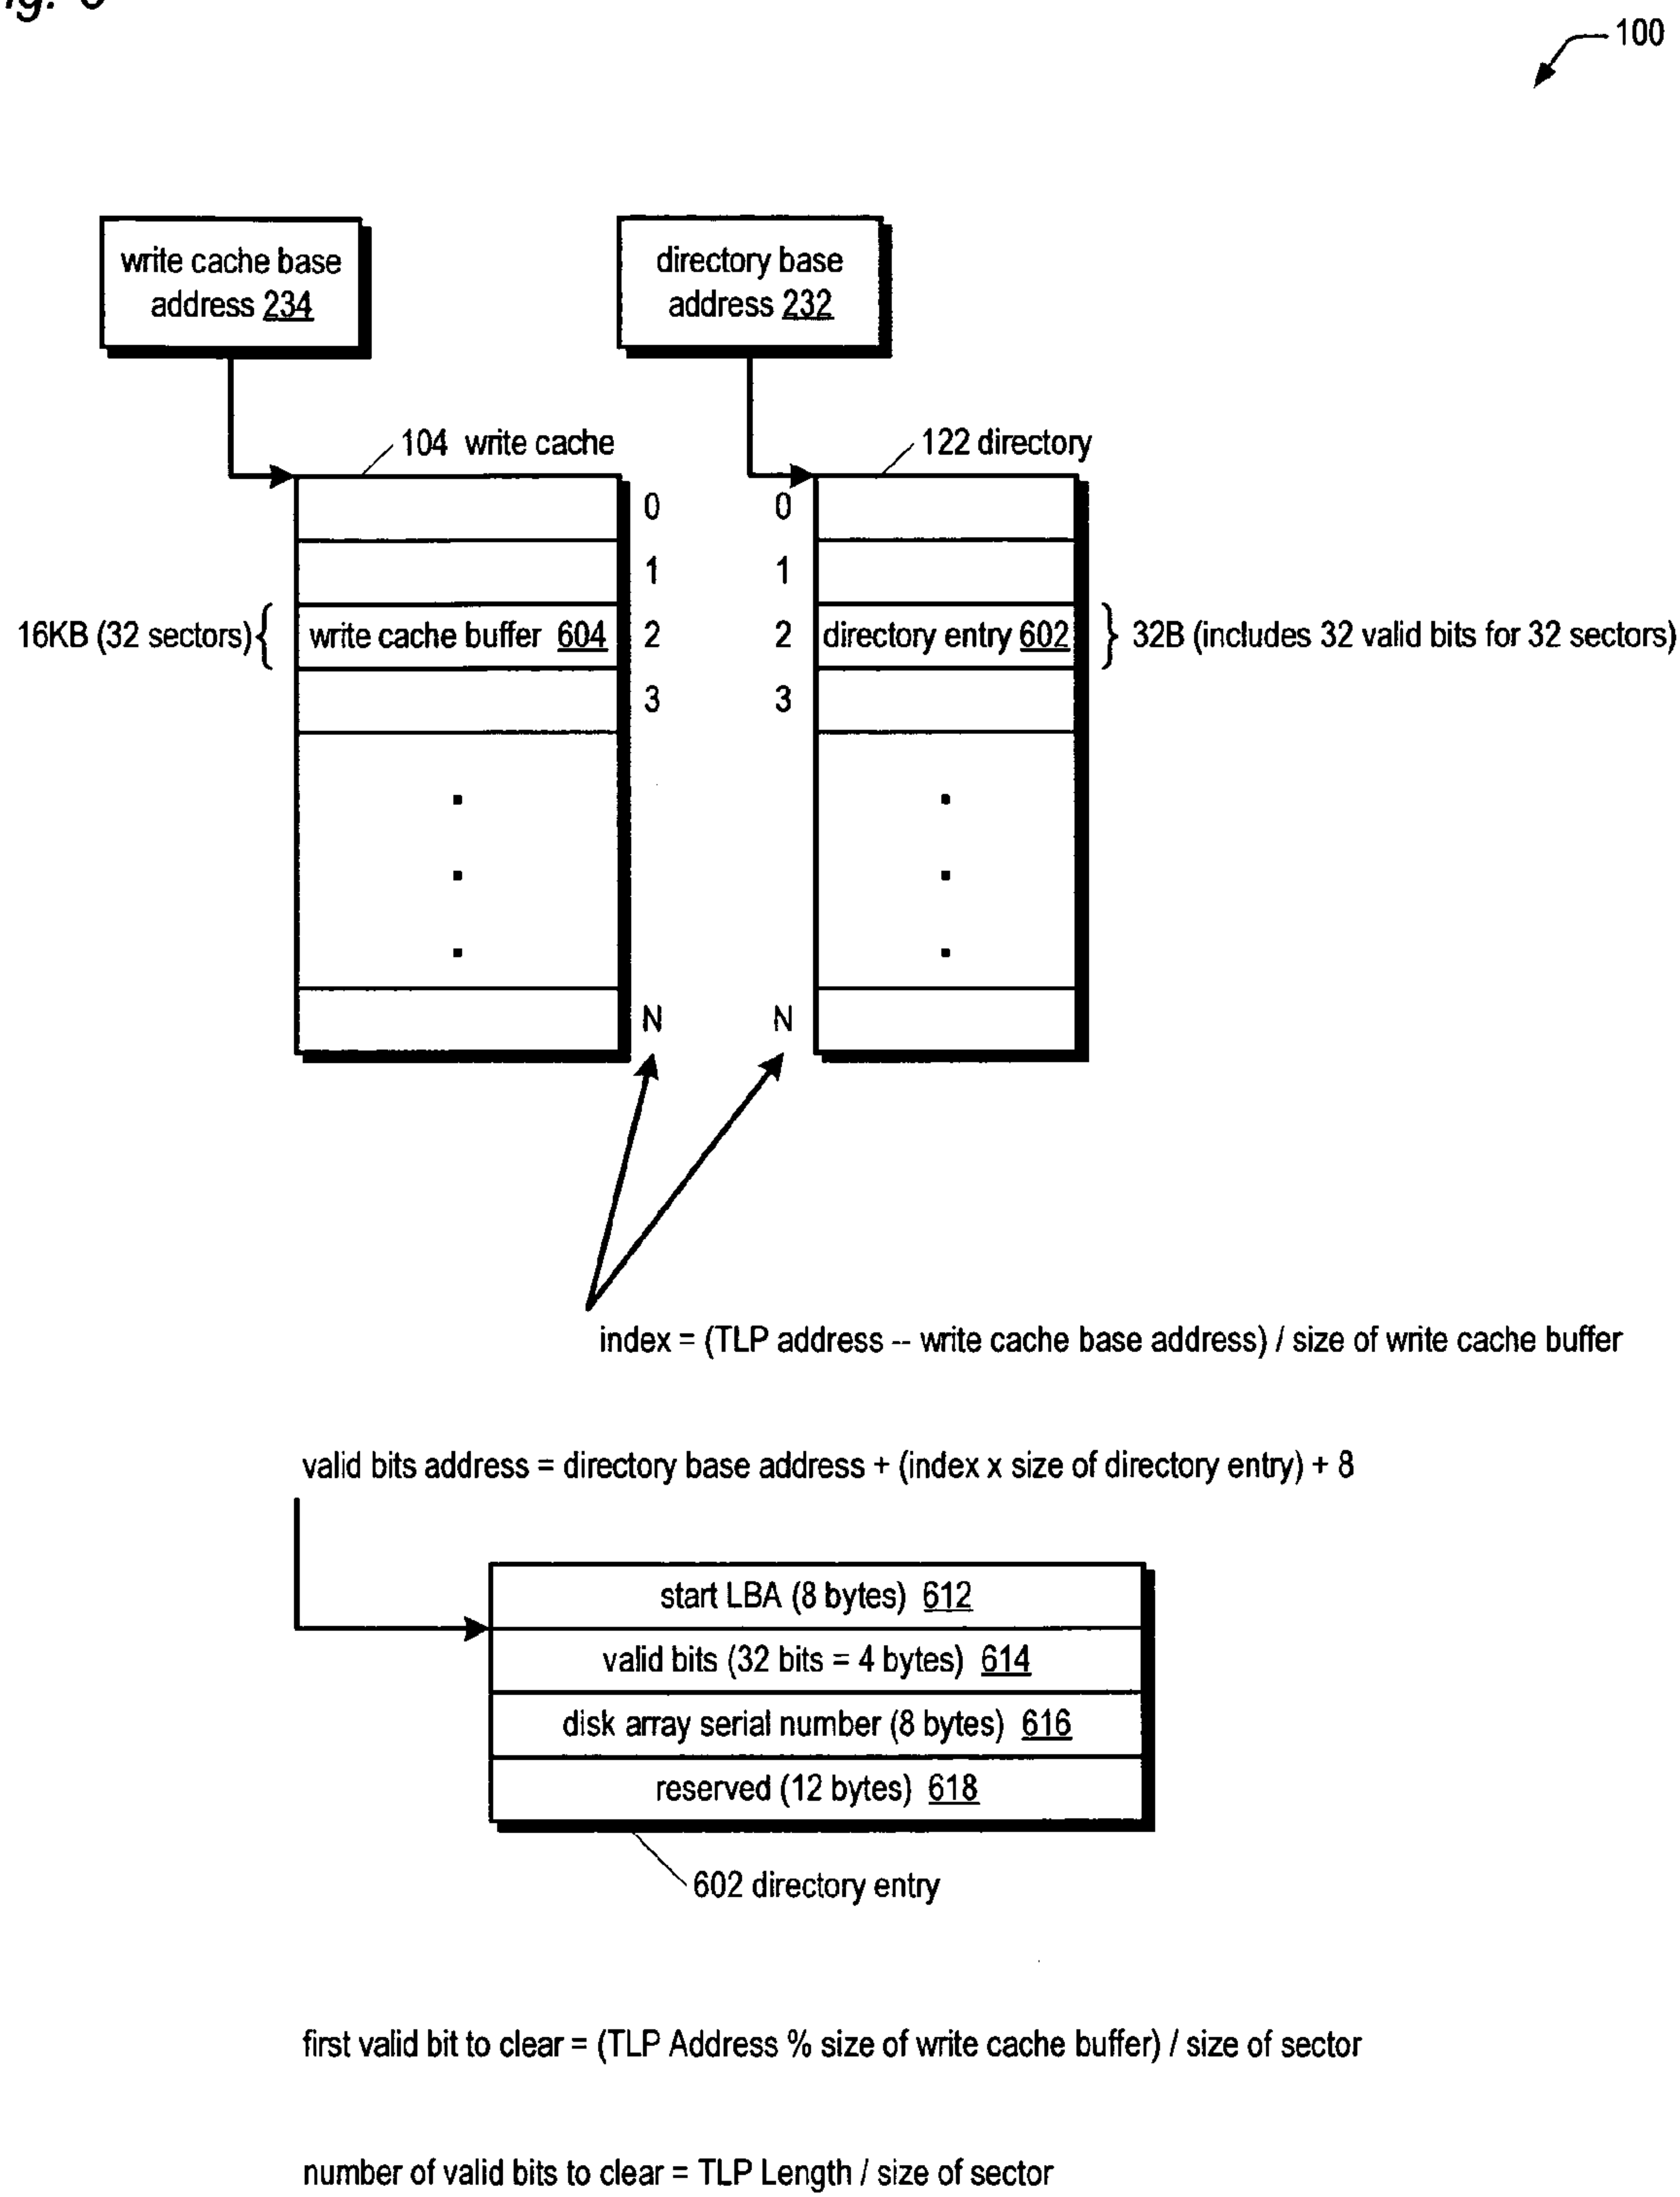 100
write cache base
address 234
directory base
address 232
104 write cache
122 directory
0
0
1
1
16KB (32 sectors)
write cache buffer 604
2
2
directory entry 602
32B (includes 32 valid bits for 32 sectors)
3
3
N
N
index = (TLP address -- write cache base address) / size of write cache buffer
valid bits address = directory base address + (index x size of directory entry) + 8
start LBA (8 bytes) 612
valid bits (32 bits = 4 bytes) 614
disk array serial number (8 bytes) 616
reserved (12 bytes) 618
602 directory entry
first valid bit to clear = (TLP Address % size of write cache buffer) / size of sector
number of valid bits to clear = TLP Length / size of sector